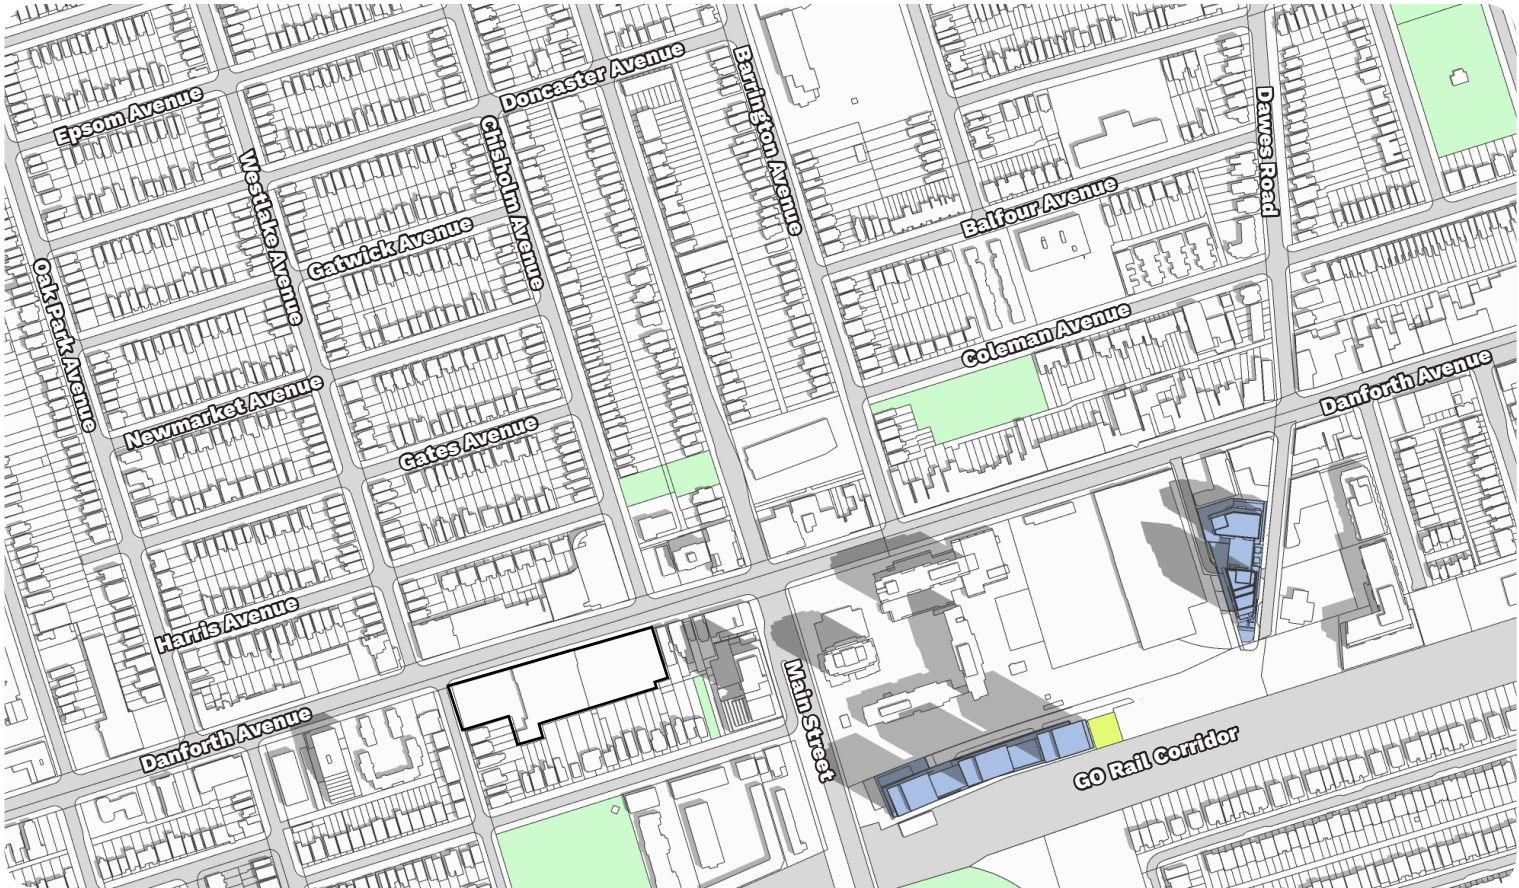 Doncaster Avenue
Epsom Avenue
Barrington Avenue
Dawes Road
Chisholm Avenue
Westlake Avenue
Balfour Avenue
Gatwick Avenue
Oak Park Avenue
Coleman Avenue
Danforth Avenue
Newmarket Avenue
Gates Avenue
Harris Avenue
Main Street
Danforth Avenue
GO Rail Corridor